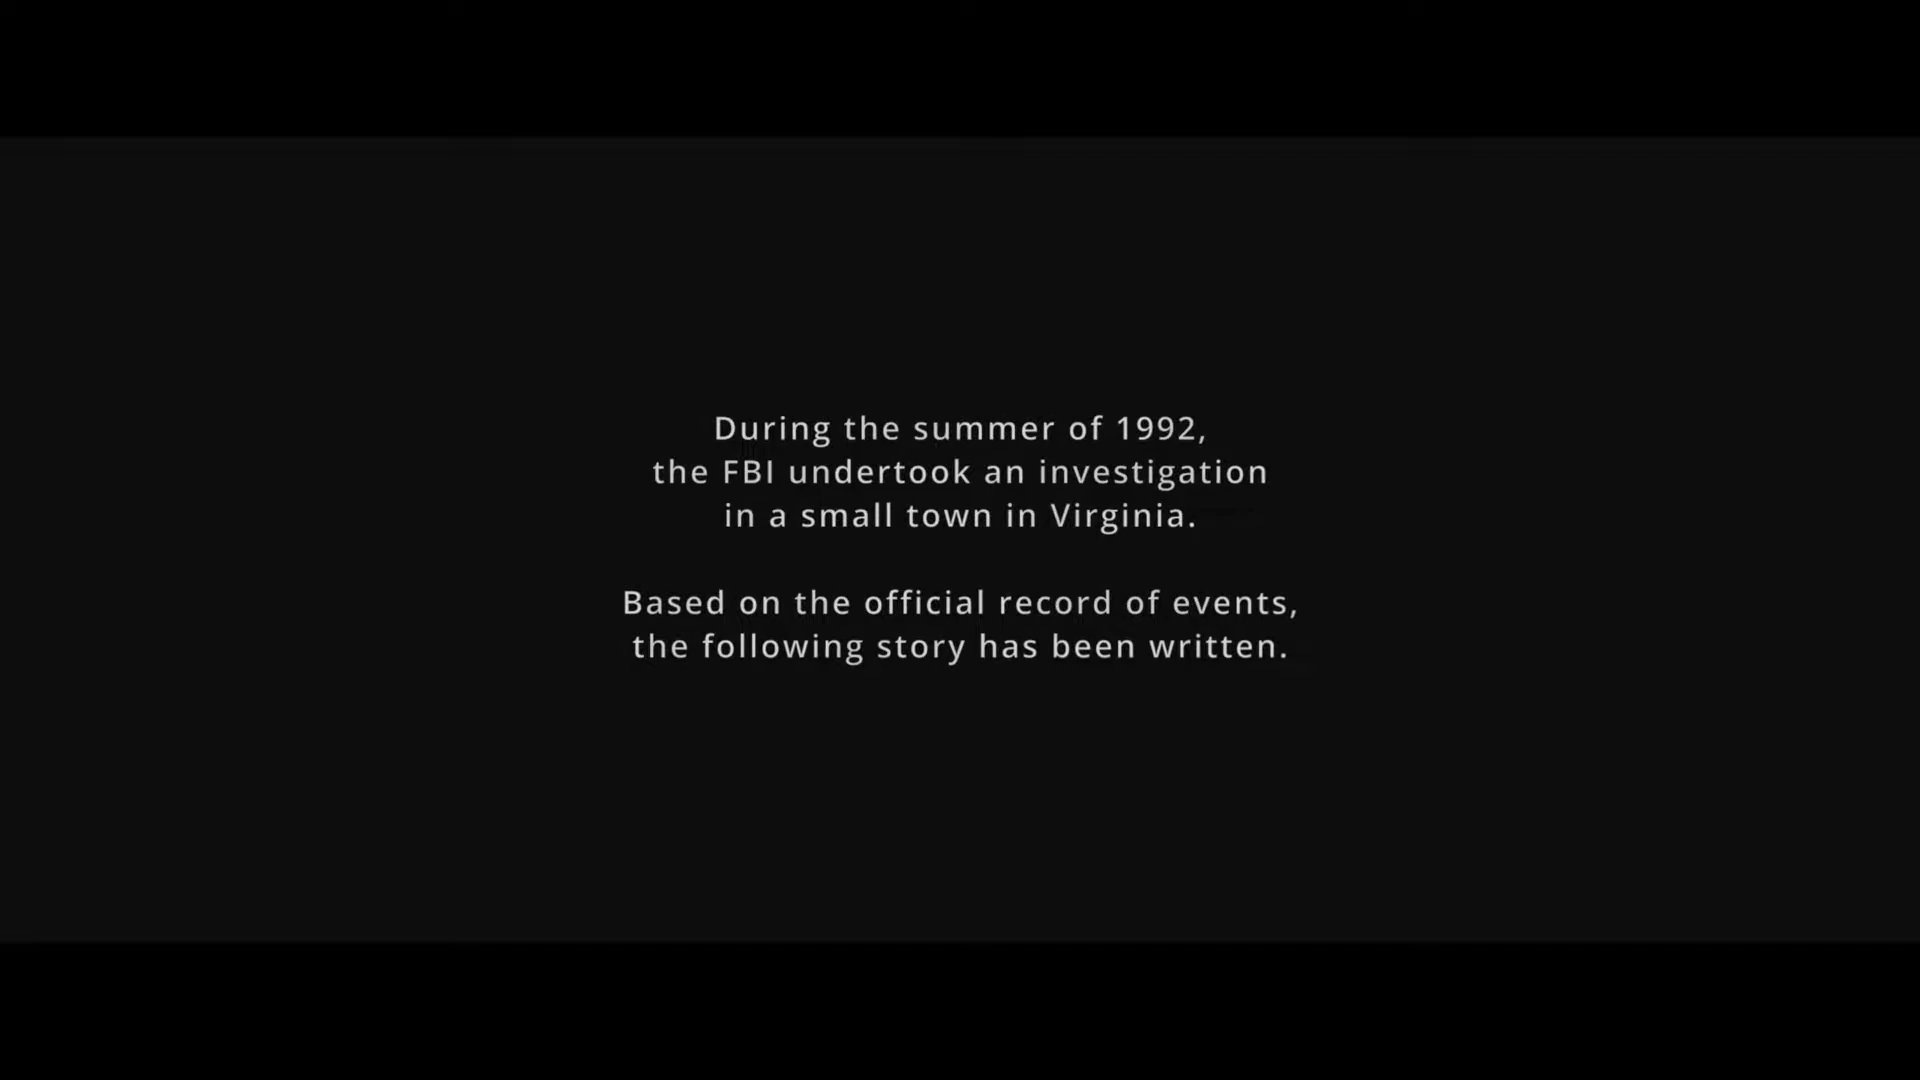 During the summer of 1992,
the FBI undertook an investigation
in a small town in Virginia.
Based on the official record of events,
the following story has been written.